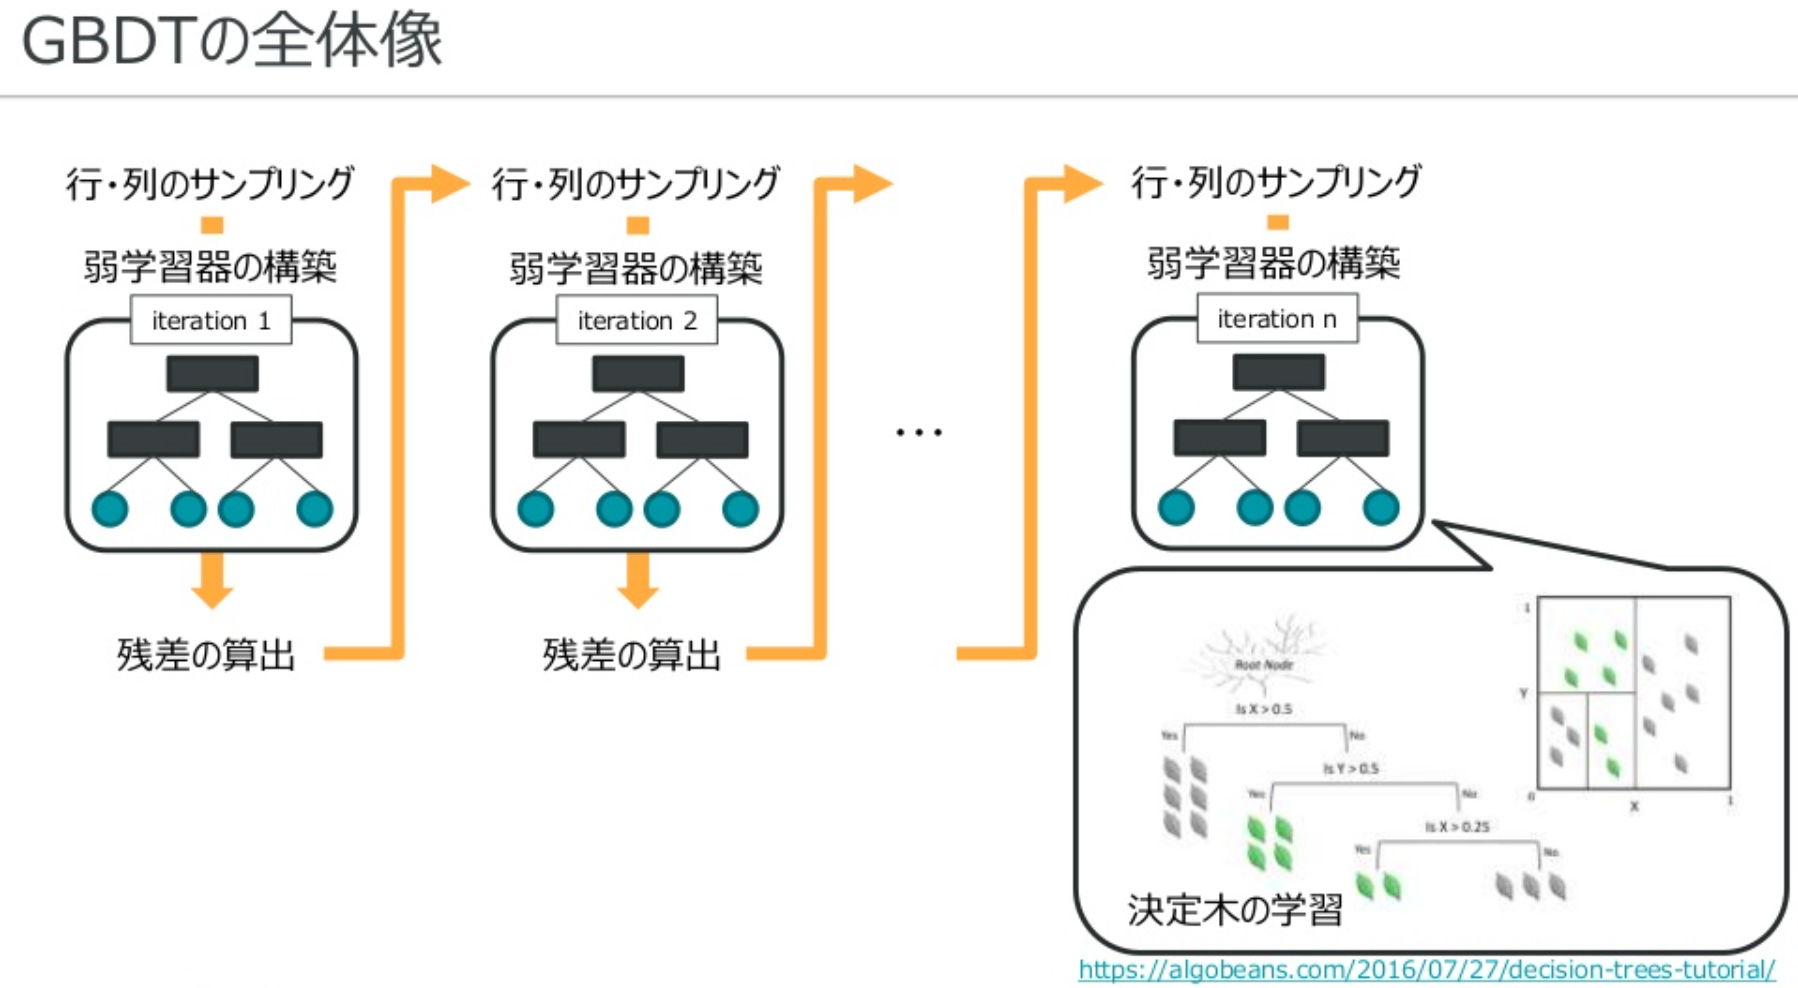 GBDTの全体像
行・列のサンプリング
弱学習器の構築
iteration 1
残差の算出
行・列のサンプリング
弱学習器の構築
iteration 2
残差の算出
...
行・列のサンプリング
弱学習器の構築
iteration n
Root Node
Is X > 0.5
Yes
No
Is Y > 0.5
Yes
No
Is X > 0.25
Yes
No
1
Y
0
X
1
決定木の学習
https://algobeans.com/2016/07/27/decision-trees-tutorial/